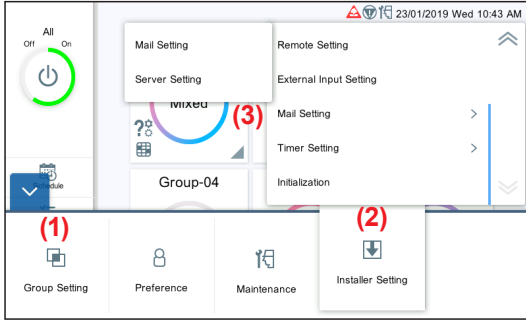 23/01/2019 Wed 10:43 AM
All
Off On
Mail Setting
Server Setting
Remote Setting
External Input Setting
Mail Setting >
Timer Setting >
Initialization
Mixed
(3)
Group-04
Schedule
(1)
(2)
Group Setting
Preference
Maintenance
Installer Setting